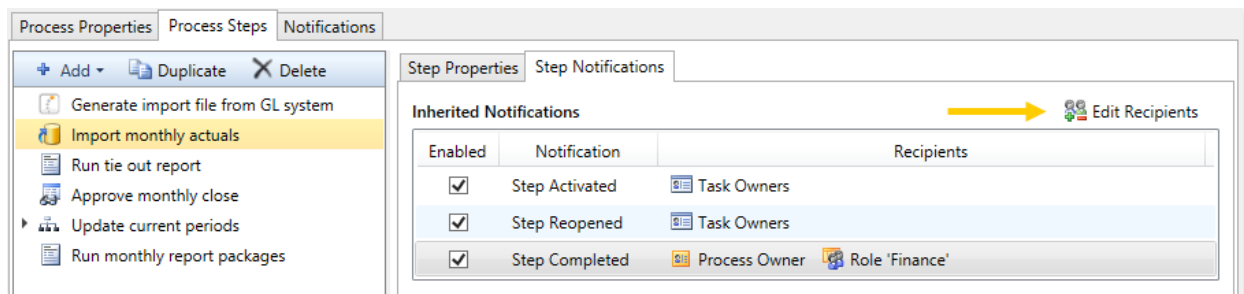 Process Properties Process Steps Notifications
Add Duplicate Delete
Generate import file from GL system
Import monthly actuals
Run tie out report
Approve monthly close
Update current periods
Run monthly report packages
Step Properties Step Notifications
Inherited Notifications Edit Recipients
Enabled Notification Recipients
Step Activated Task Owners
Step Reopened Task Owners
Step Completed Process Owner Role 'Finance'